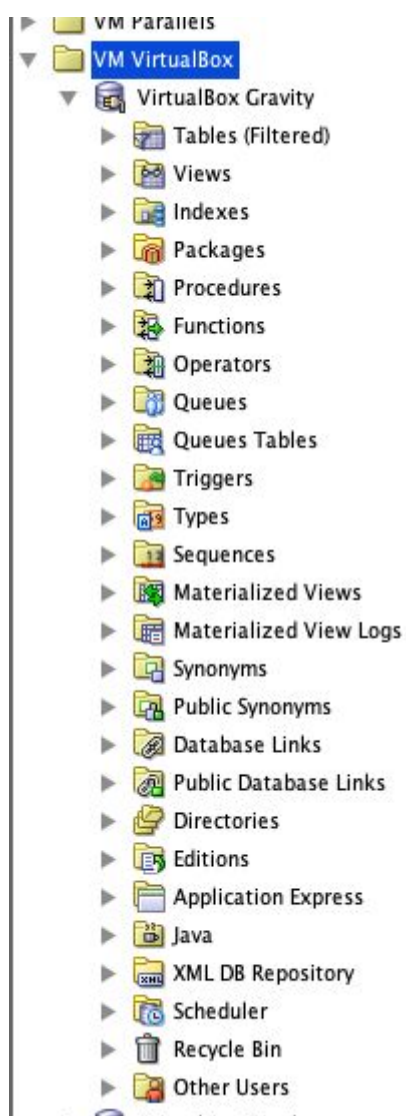 VM Parallels
VM VirtualBox
VirtualBox Gravity
Tables (Filtered)
Views
Indexes
Packages
Procedures
Functions
Operators
Queues
Queues Tables
Triggers
Types
Sequences
Materialized Views
Materialized View Logs
Synonyms
Public Synonyms
Database Links
Public Database Links
Directories
Editions
Application Express
Java
XML DB Repository
Scheduler
Recycle Bin
Other Users